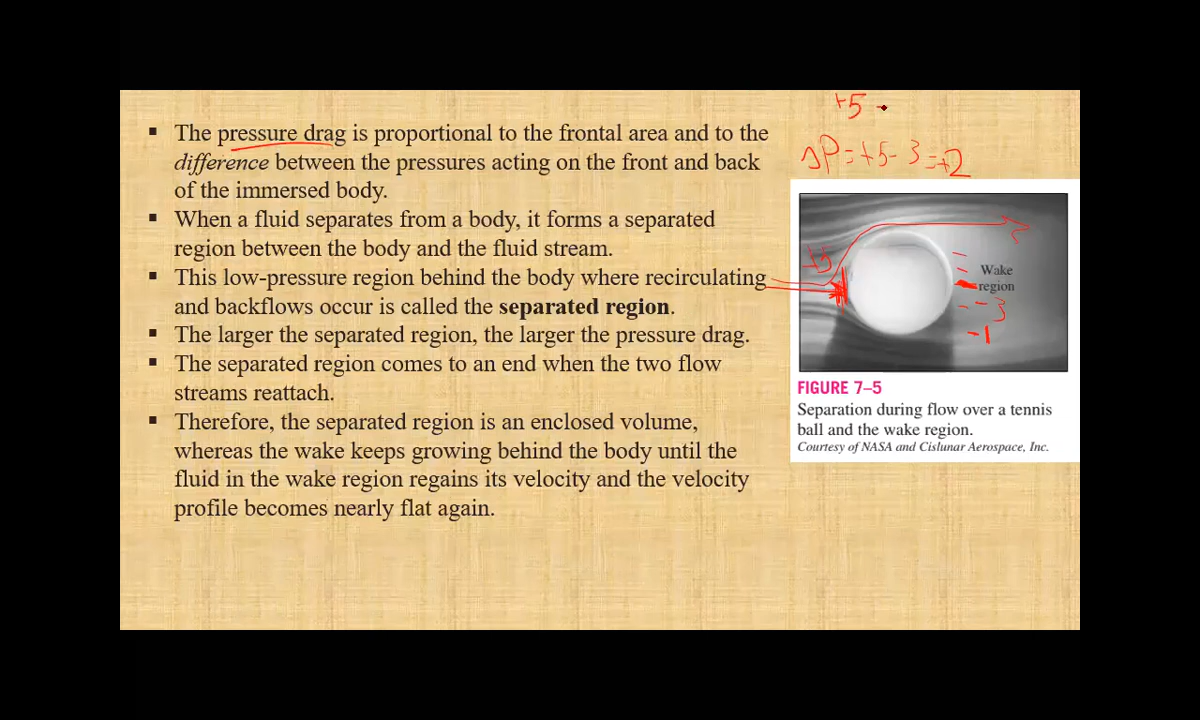 +5 -
▪ The pressure drag is proportional to the frontal area and to the
difference between the pressures acting on the front and back
of the immersed body.
▪ When a fluid separates from a body, it forms a separated
region between the body and the fluid stream.
▪ This low-pressure region behind the body where recirculating
and backflows occur is called the separated region.
▪ The larger the separated region, the larger the pressure drag.
▪ The separated region comes to an end when the two flow
streams reattach.
▪ Therefore, the separated region is an enclosed volume,
whereas the wake keeps growing behind the body until the
fluid in the wake region regains its velocity and the velocity
profile becomes nearly flat again.
ΔP=+5-3=+2
+5
Wake
region
-3
-1
FIGURE 7–5
Separation during flow over a tennis
ball and the wake region.
Courtesy of NASA and Cislunar Aerospace, Inc.